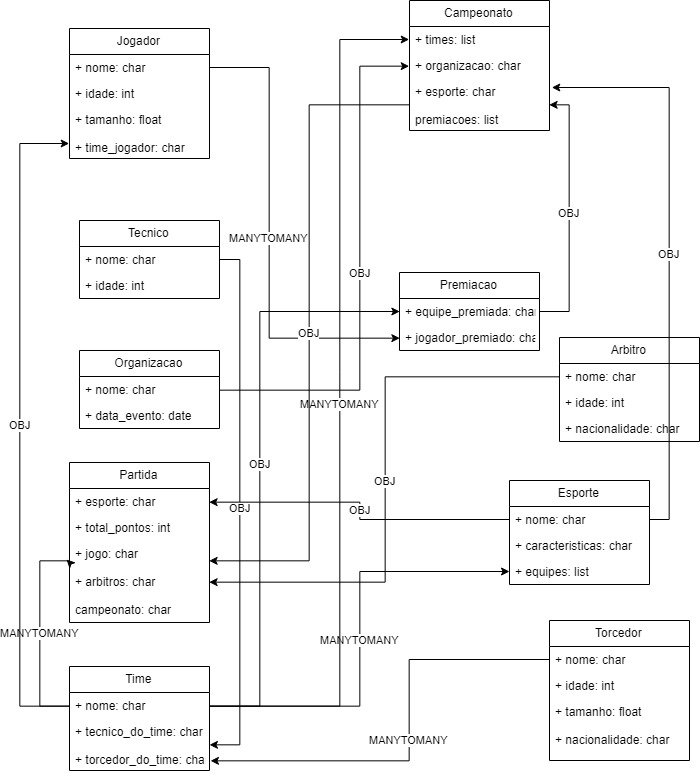 Campeonato
+ times: list
+ organizacao: char
+ esporte: char
premiacoes: list
Jogador
+ nome: char
+ idade: int
+ tamanho: float
+ time_jogador: char
Tecnico
+ nome: char
+ idade: int
MANYTOMANY
OBJ
OBJ
OBJ
Premiacao
+ equipe_premiada: cha
+ jogador_premiado: cha
OBJ
Arbitro
+ nome: char
+ idade: int
+ nacionalidade: char
Organizacao
+ nome: char
+ data_evento: date
MANYTOMANY
OBJ
Partida
+ esporte: char
+ total_pontos: int
+ jogo: char
+ arbitros: char
campeonato: char
OBJ
OBJ
OBJ
OBJ
Esporte
+ nome: char
+ caracteristicas: char
+ equipes: list
MANYTOMANY
MANYTOMANY
Torcedor
+ nome: char
+ idade: int
+ tamanho: float
+ nacionalidade: char
Time
+ nome: char
+ tecnico_do_time: char
+ torcedor_do_time: cha
MANYTOMANY